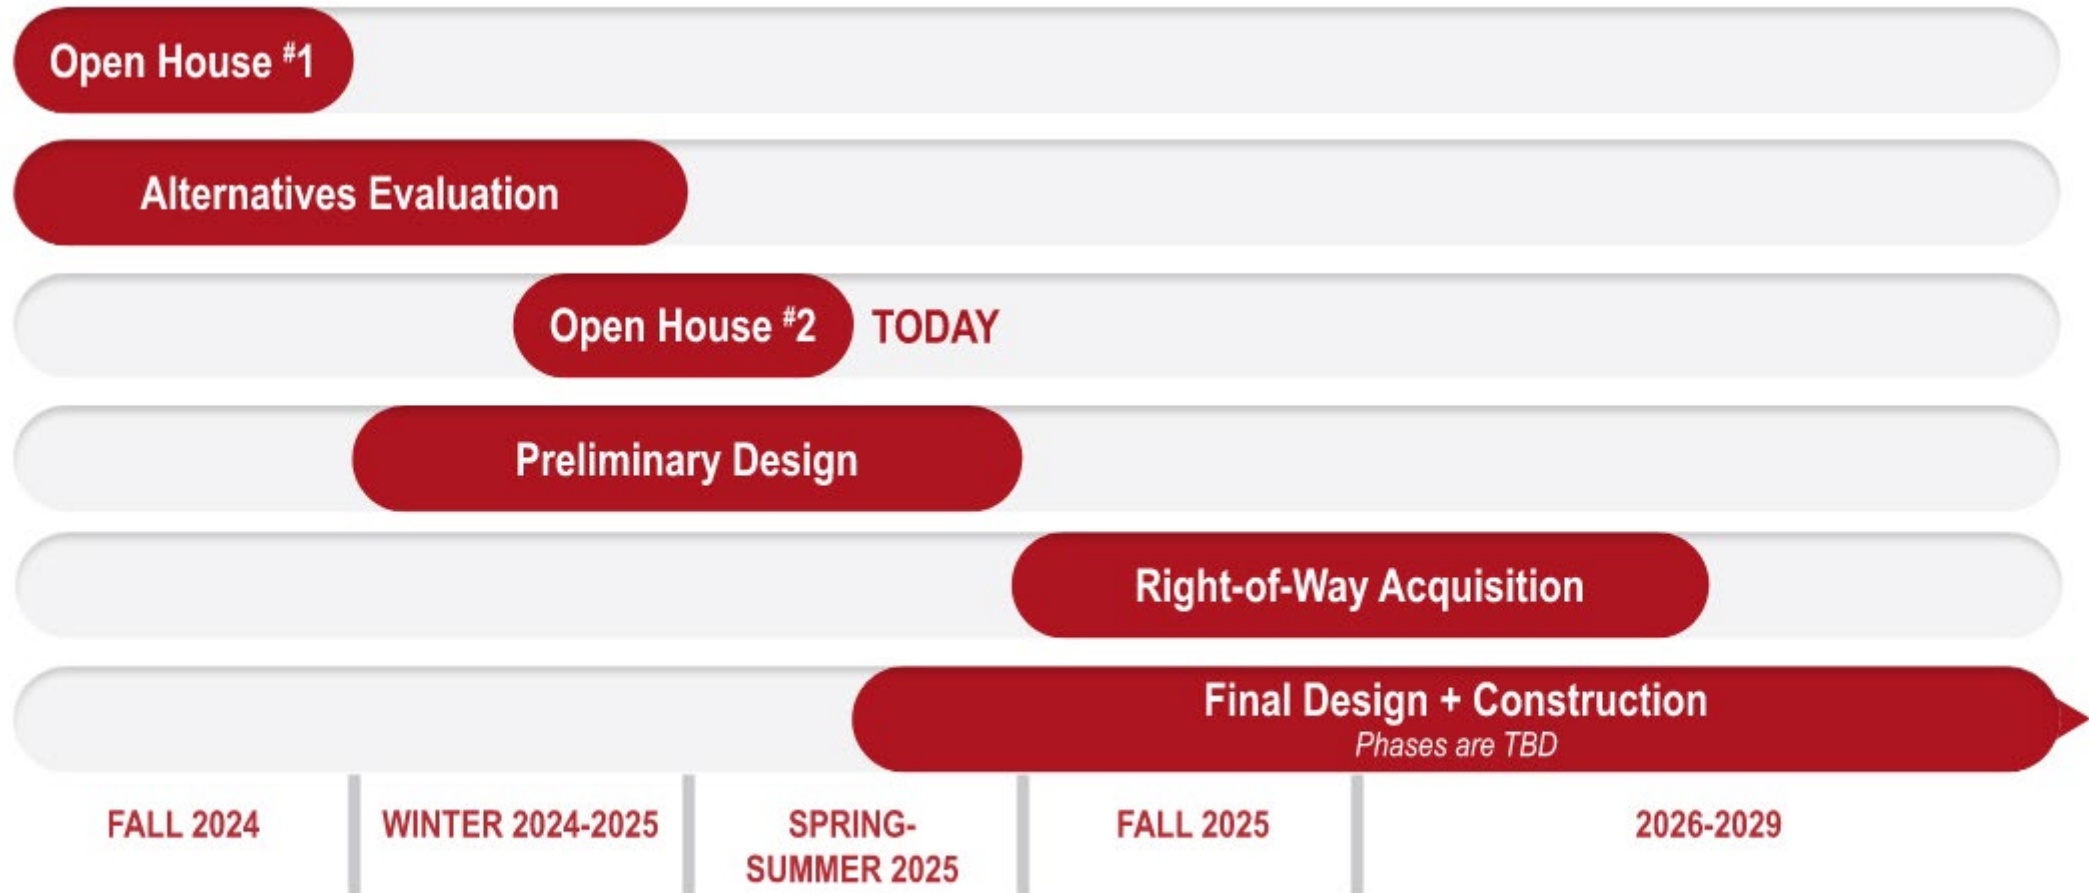 Open House #1
Alternatives Evaluation
Open House #2 TODAY
Preliminary Design
Right-of-Way Acquisition
Final Design + Construction
Phases are TBD
FALL 2024
WINTER 2024-2025
SPRING-
SUMMER 2025
FALL 2025
2026-2029